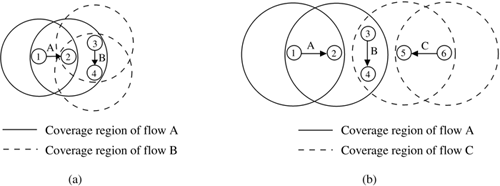 A
B
1
2
3
4
Coverage region of flow A
Coverage region of flow B
(a)
A
B
C
1
2
3
4
5
6
Coverage region of flow A
Coverage region of flow C
(b)